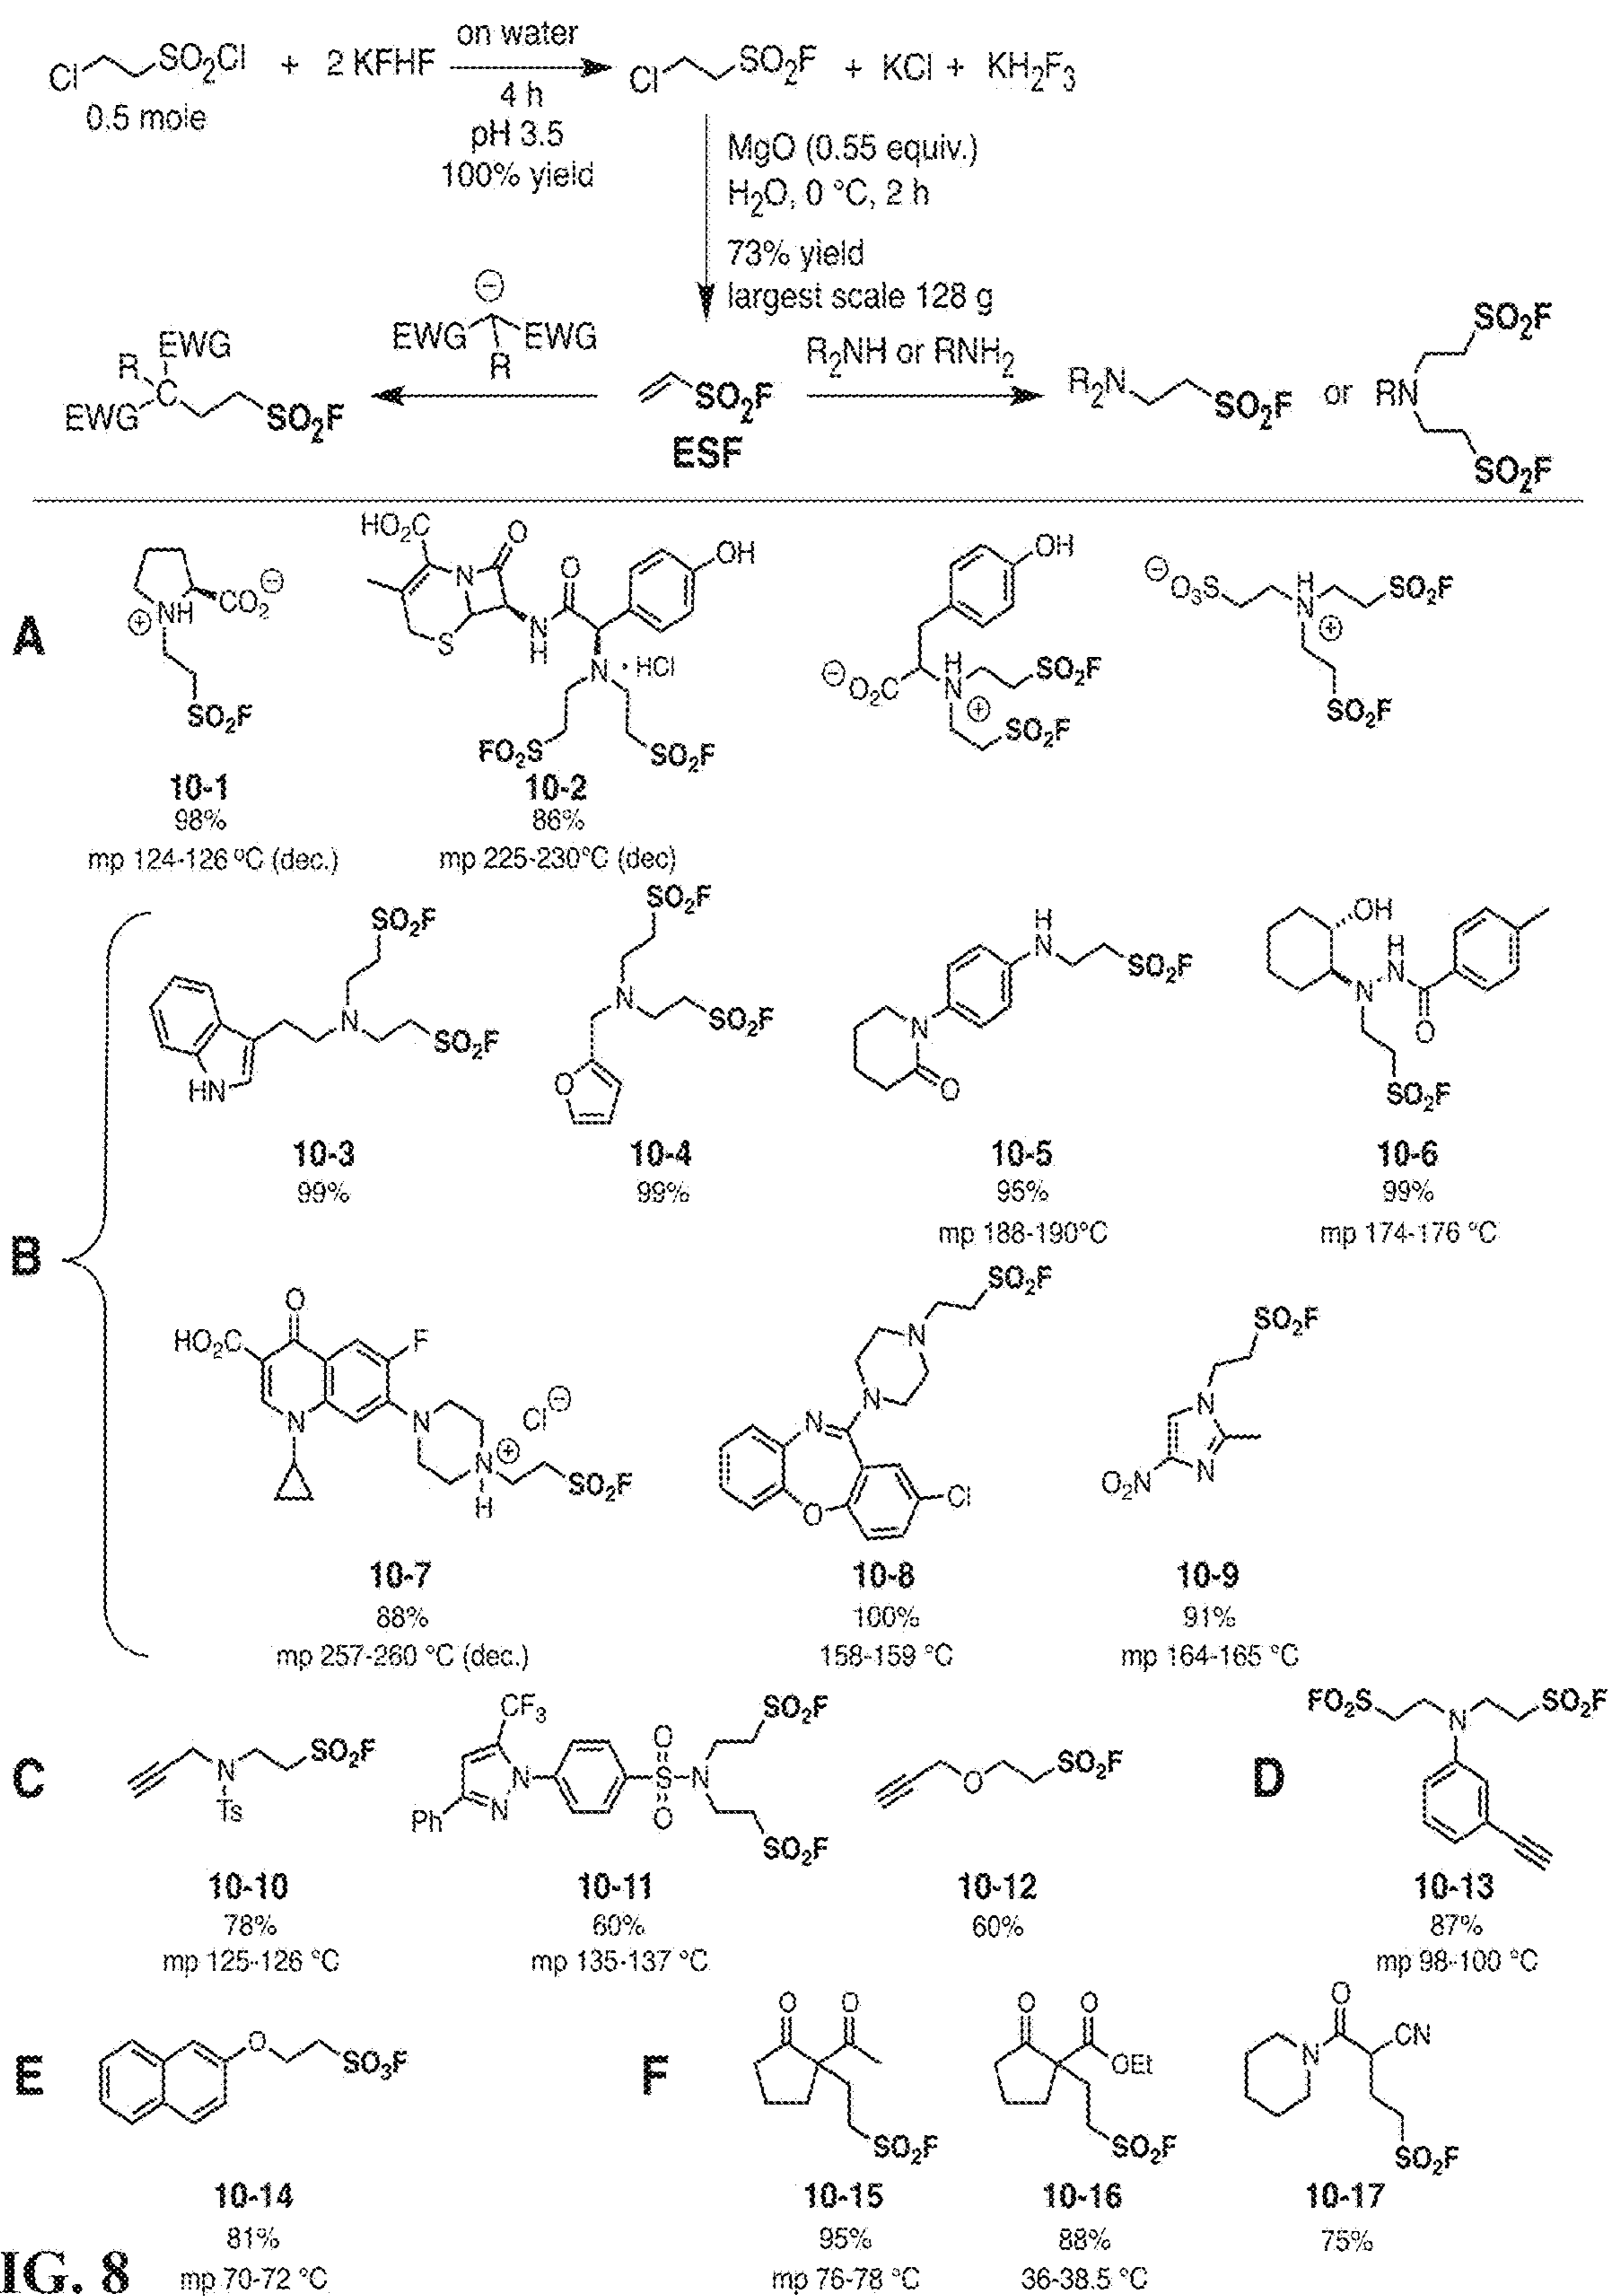 Cl SO2Cl + 2 KFHF on water Cl SO2F + KCl + KH2F3
0.5 mole 4 h
pH 3.5
100% yield
MgO (0.55 equiv.)
H2O, 0 °C, 2 h
73% yield
largest scale 128 g
R EWG
EWG C SO2F
⊖
EWG EWG
R
SO2F
ESF
R2NH or RNH2
R2N SO2F or RN SO2F
SO2F
A
NH ⊕ CO2 ⊖
SO2F
10-1
98%
mp 124-126 ºC (dec.)
HO2C O
N O OH
S N
H
N · HCl
FO2S SO2F
10-2
86%
mp 225-230°C (dec)
OH
⊖O2C H
N ⊕ SO2F
SO2F
⊖O3S H
N ⊕ SO2F
SO2F
B
SO2F
N SO2F
HN
10-3
99%
SO2F
N SO2F
O
10-4
99%
H
N SO2F
N
O
10-5
95%
mp 188-190°C
OH
H
N N
O
SO2F
10-6
99%
mp 174-176 °C
O
HO2C F
N N Cl⊖
N⊕
H SO2F
10-7
88%
mp 257-260 °C (dec.)
SO2F
N
N
N
O Cl
10-8
100%
158-159 °C
SO2F
N
O2N N
10-9
91%
mp 164-165 °C
C
N SO2F
Ts
10-10
78%
mp 125-126 °C
CF3 SO2F
O
N S N
Ph N O
SO2F
10-11
60%
mp 135-137 °C
O SO2F
10-12
60%
D
FO2S N SO2F
10-13
87%
mp 98-100 °C
E
O SO3F
10-14
81%
mp 70-72 °C
F
O O
SO2F
10-15
95%
mp 76-78 °C
O O
OEt
SO2F
10-16
88%
36-38.5 °C
O
N CN
SO2F
10-17
75%
IG. 8